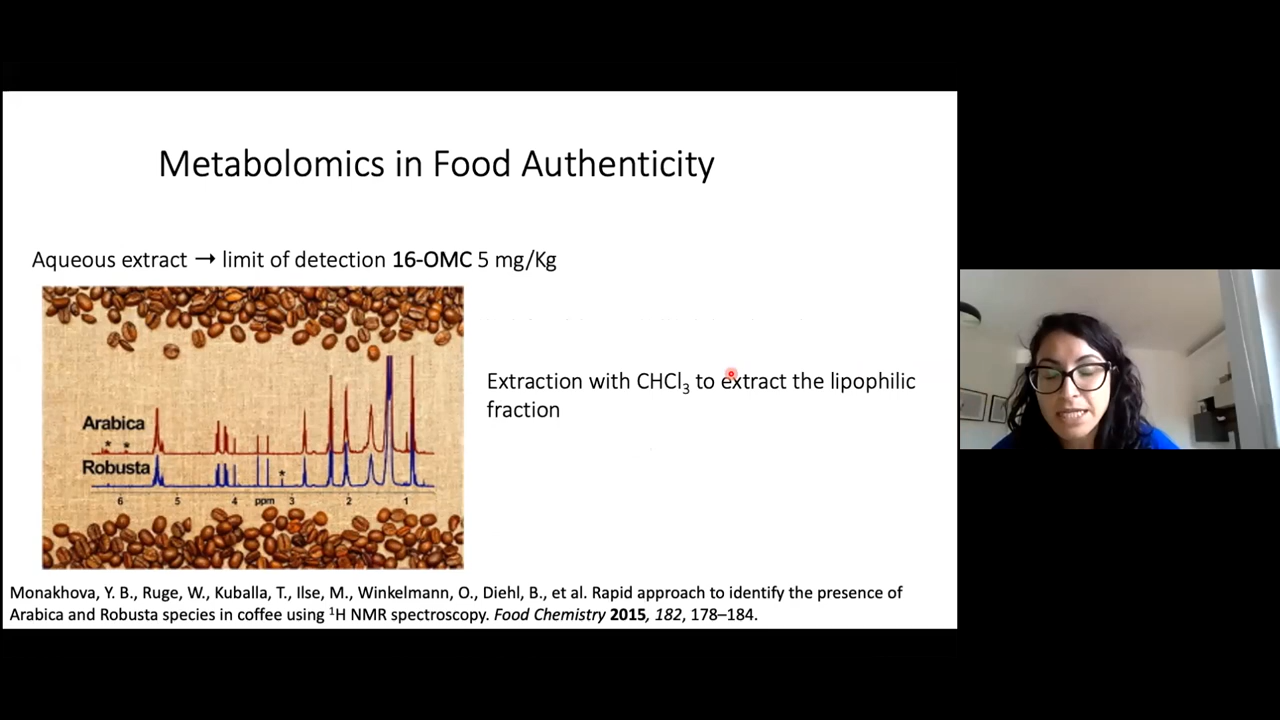 Metabolomics in Food Authenticity
Aqueous extract → limit of detection 16-OMC 5 mg/Kg
Extraction with CHCl₃ to extract the lipophilic
fraction
Arabica
* *
Robusta
*
6 5 4 ppm 3 2 1
Monakhova, Y. B., Ruge, W., Kuballa, T., Ilse, M., Winkelmann, O., Diehl, B., et al. Rapid approach to identify the presence of
Arabica and Robusta species in coffee using ¹H NMR spectroscopy. Food Chemistry 2015, 182, 178–184.